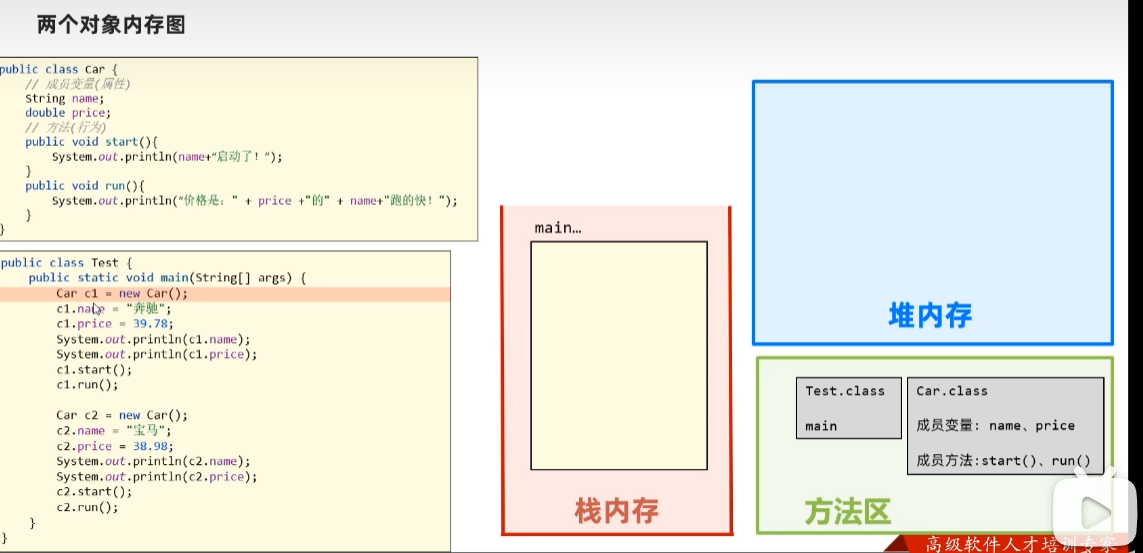 两个对象内存图
public class Car {
// 成员变量(属性)
String name;
double price;
// 方法(行为)
public void start(){
System.out.println(name+“启动了！”);
}
public void run(){
System.out.println(“价格是：" + price +"的" + name+"跑的快！");
}
}
public class Test {
public static void main(String[] args) {
Car c1 = new Car();
c1.name = "奔驰";
c1.price = 39.78;
System.out.println(c1.name);
System.out.println(c1.price);
c1.start();
c1.run();
Car c2 = new Car();
c2.name = "宝马";
c2.price = 38.98;
System.out.println(c2.name);
System.out.println(c2.price);
c2.start();
c2.run();
}
}
main…
栈内存
堆内存
Test.class
main
Car.class
成员变量：name、price
成员方法:start()、run()
方法区
高级软件人才培训专家